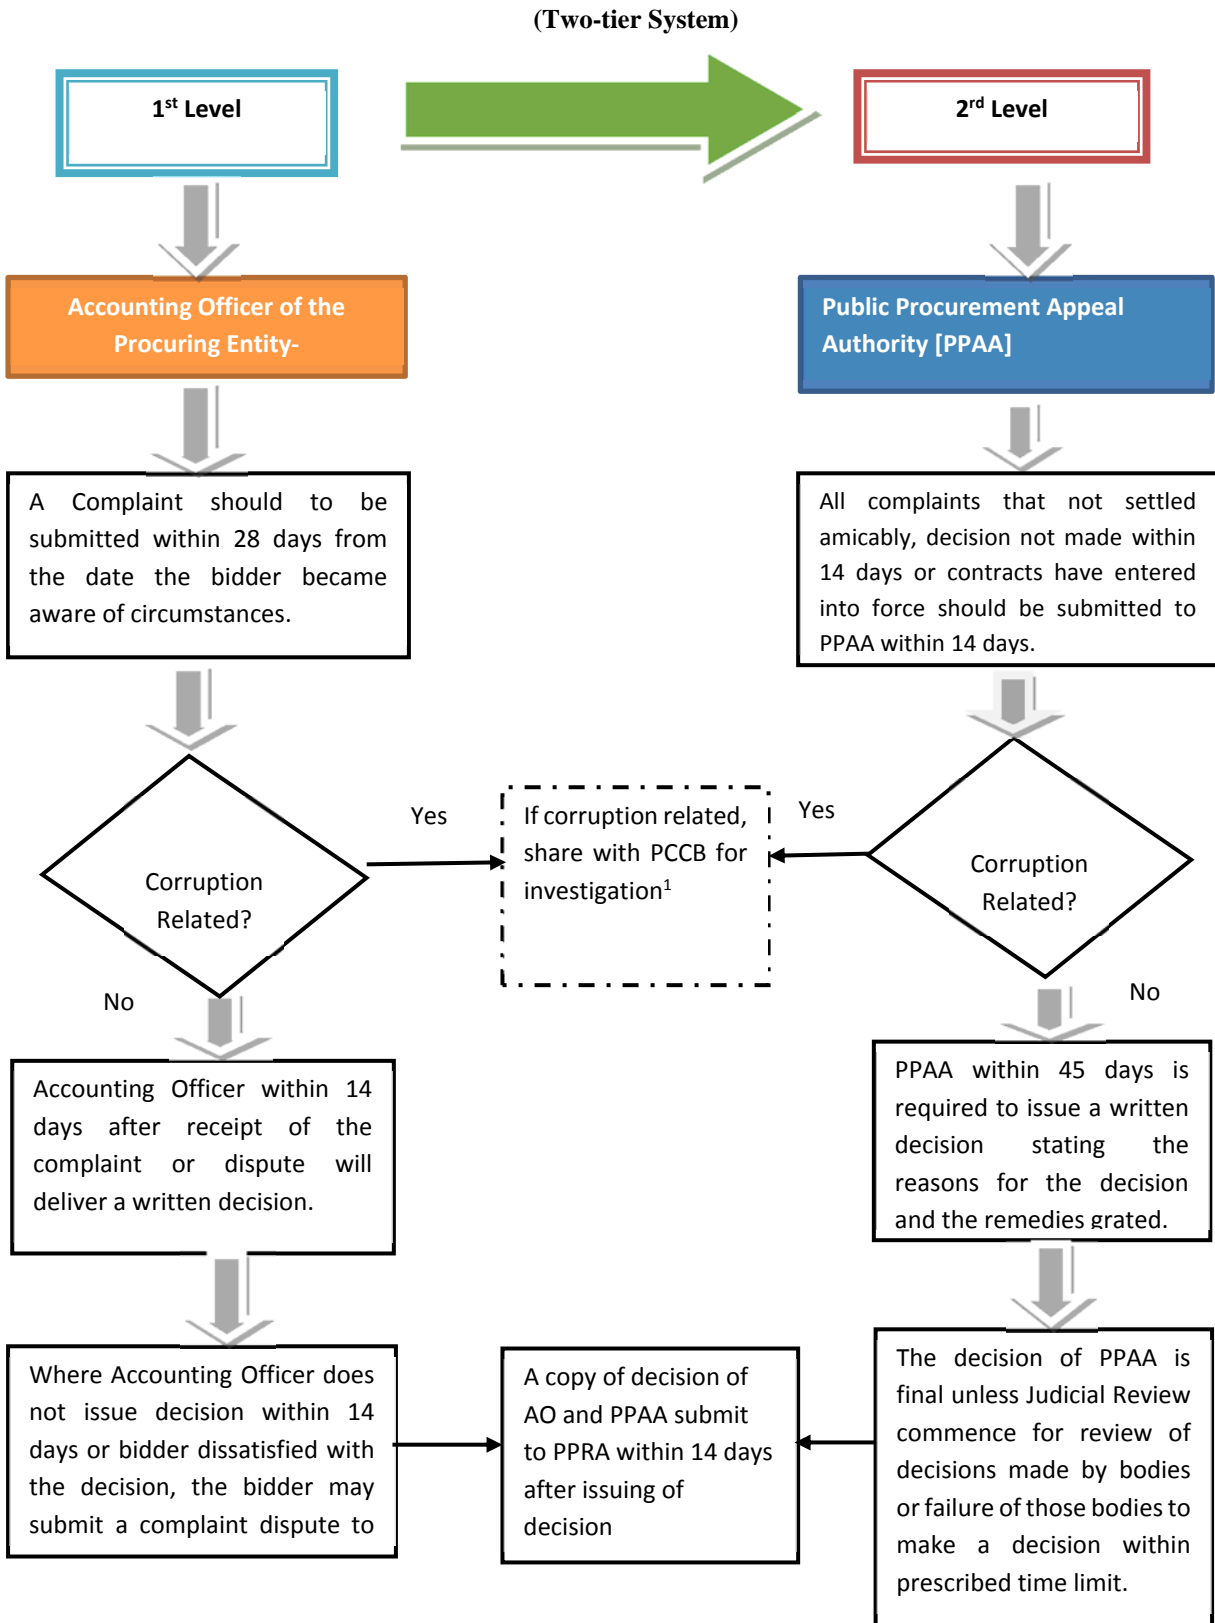 (Two-tier System)
1st Level
2rd Level
Accounting Officer of the
Procuring Entity-
Public Procurement Appeal
Authority [PPAA]
A Complaint should to be
submitted within 28 days from
the date the bidder became
aware of circumstances.
All complaints that not settled
amicably, decision not made within
14 days or contracts have entered
into force should be submitted to
PPAA within 14 days.
Corruption
Related?
Yes
If corruption related,
share with PCCB for
investigation1
Yes
Corruption
Related?
No
No
Accounting Officer within 14
days after receipt of the
complaint or dispute will
deliver a written decision.
PPAA within 45 days is
required to issue a written
decision stating the
reasons for the decision
and the remedies grated.
Where Accounting Officer does
not issue decision within 14
days or bidder dissatisfied with
the decision, the bidder may
submit a complaint dispute to
A copy of decision of
AO and PPAA submit
to PPRA within 14 days
after issuing of
decision
The decision of PPAA is
final unless Judicial Review
commence for review of
decisions made by bodies
or failure of those bodies to
make a decision within
prescribed time limit.